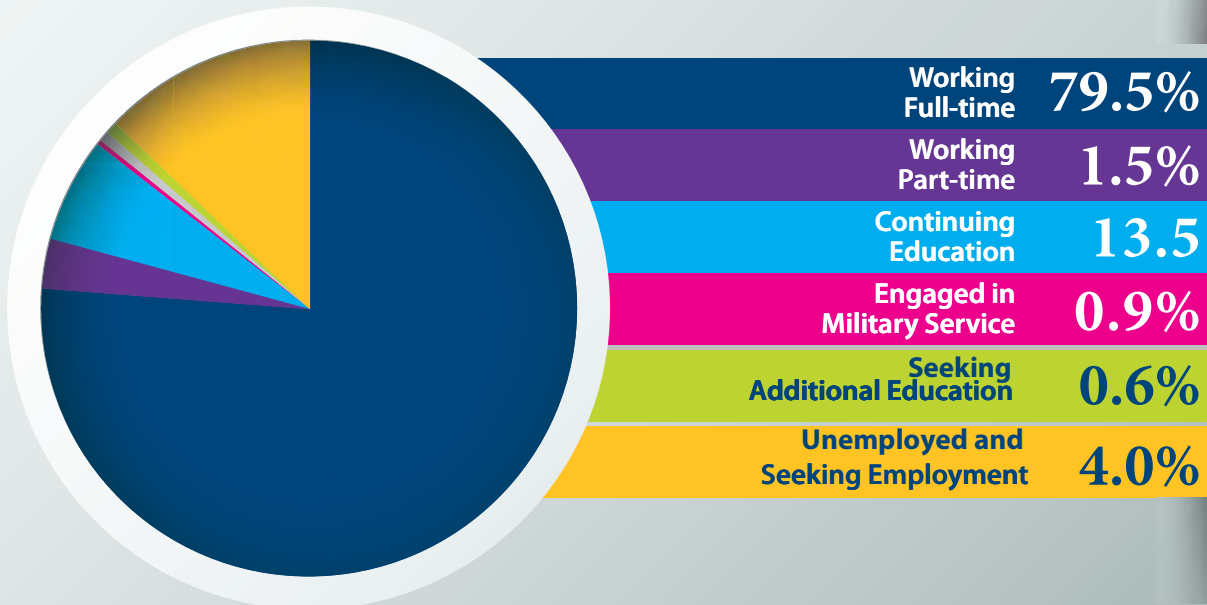 Working
Full-time 79.5%
Working
Part-time 1.5%
Continuing
Education 13.5
Engaged in
Military Service 0.9%
Seeking
Additional Education 0.6%
Unemployed and
Seeking Employment 4.0%